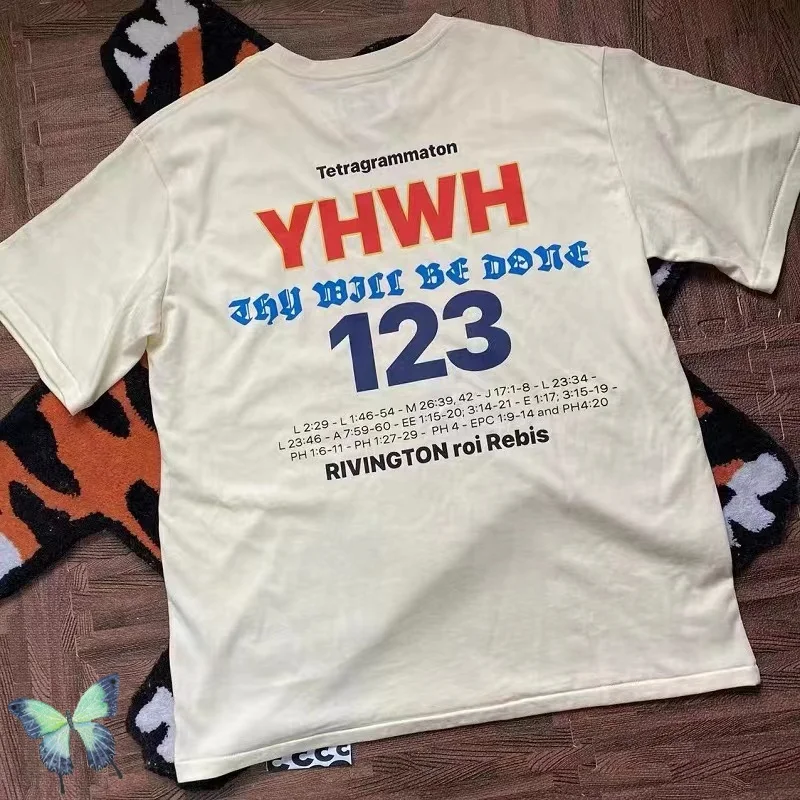 Tetragrammaton
YHWH
THY WILL BE DONE
123
L 2:29 - L 1:46-54 - M 26:39, 42 - J 17:1-8 - L 23:34 -
L 23:46 - A 7:59-60 - EE 1:15-20; 3:14-21 - E 1:17; 3:15-19 -
PH 1:6-11 - PH 1:27-29 - PH 4 - EPC 1:9-14 and PH4:20
RIVINGTON roi Rebis
cccc